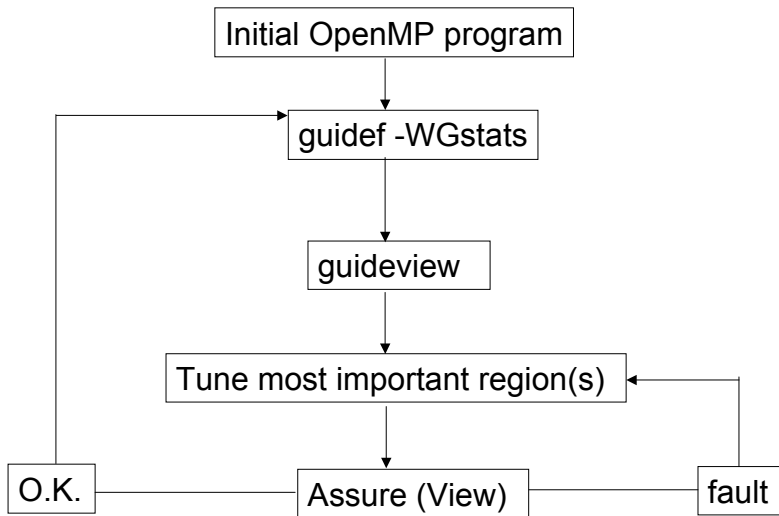 Initial OpenMP program
guidef -WGstats
guideview
Tune most important region(s)
O.K.
Assure (View)
fault